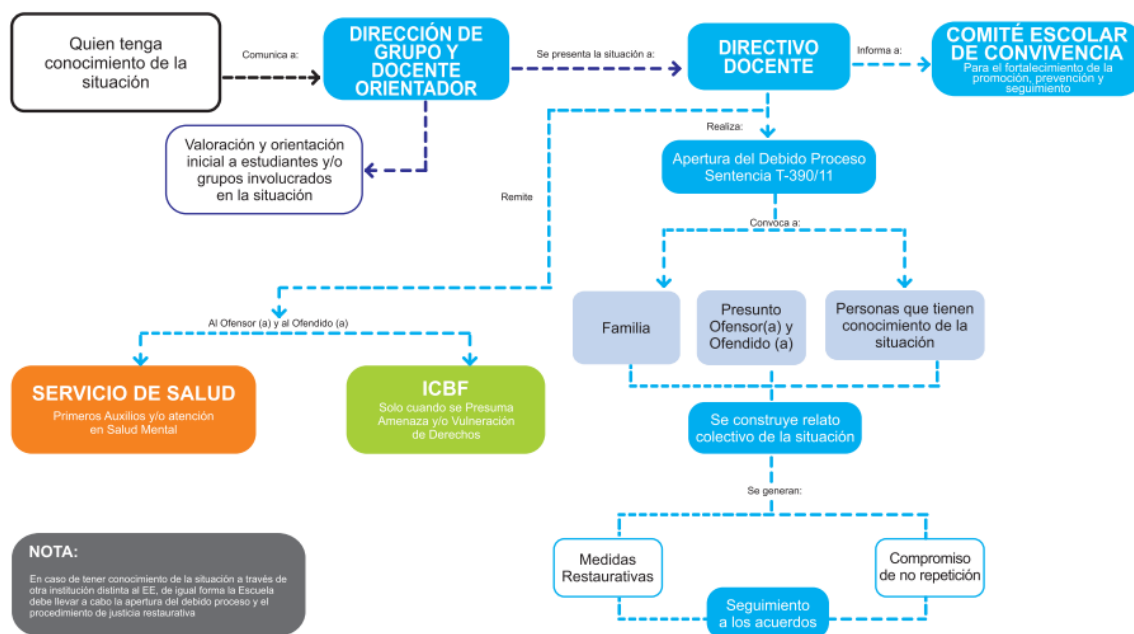 Quien tenga
conocimiento de la
situación
Comunica a:
DIRECCIÓN DE
GRUPO Y
DOCENTE
ORIENTADOR
Se presenta la situación a:
DIRECTIVO
DOCENTE
Informa a:
COMITÉ ESCOLAR
DE CONVIVENCIA
Para el fortalecimiento de la
promoción, prevención y
seguimiento
Valoración y orientación
inicial a estudiantes y/o
grupos involucrados
en la situación
Realiza:
Apertura del Debido Proceso
Sentencia T-390/11
Remite
Convoca a:
Familia
Presunto
Ofensor(a) y
Ofendido (a)
Personas que tienen
conocimiento de la
situación
Al Ofensor (a) y al Ofendido (a)
SERVICIO DE SALUD
Primeros Auxilios y/o atención
en Salud Mental
ICBF
Solo cuando se Presuma
Amenaza y/o Vulneración
de Derechos
Se construye relato
colectivo de la situación
Se generan:
Medidas
Restaurativas
Compromiso
de no repetición
Seguimiento
a los acuerdos
NOTA:
En caso de tener conocimiento de la situación a través de
otra institución distinta al EE, de igual forma la Escuela
debe llevar a cabo la apertura del debido proceso y el
procedimiento de justicia restaurativa